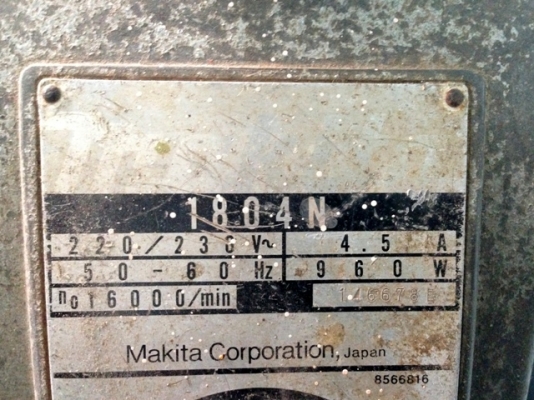 1804N
220/230 V~ 4.5 A
50-60 Hz 960 W
n0 16000/min
Makita Corporation, Japan
8566816